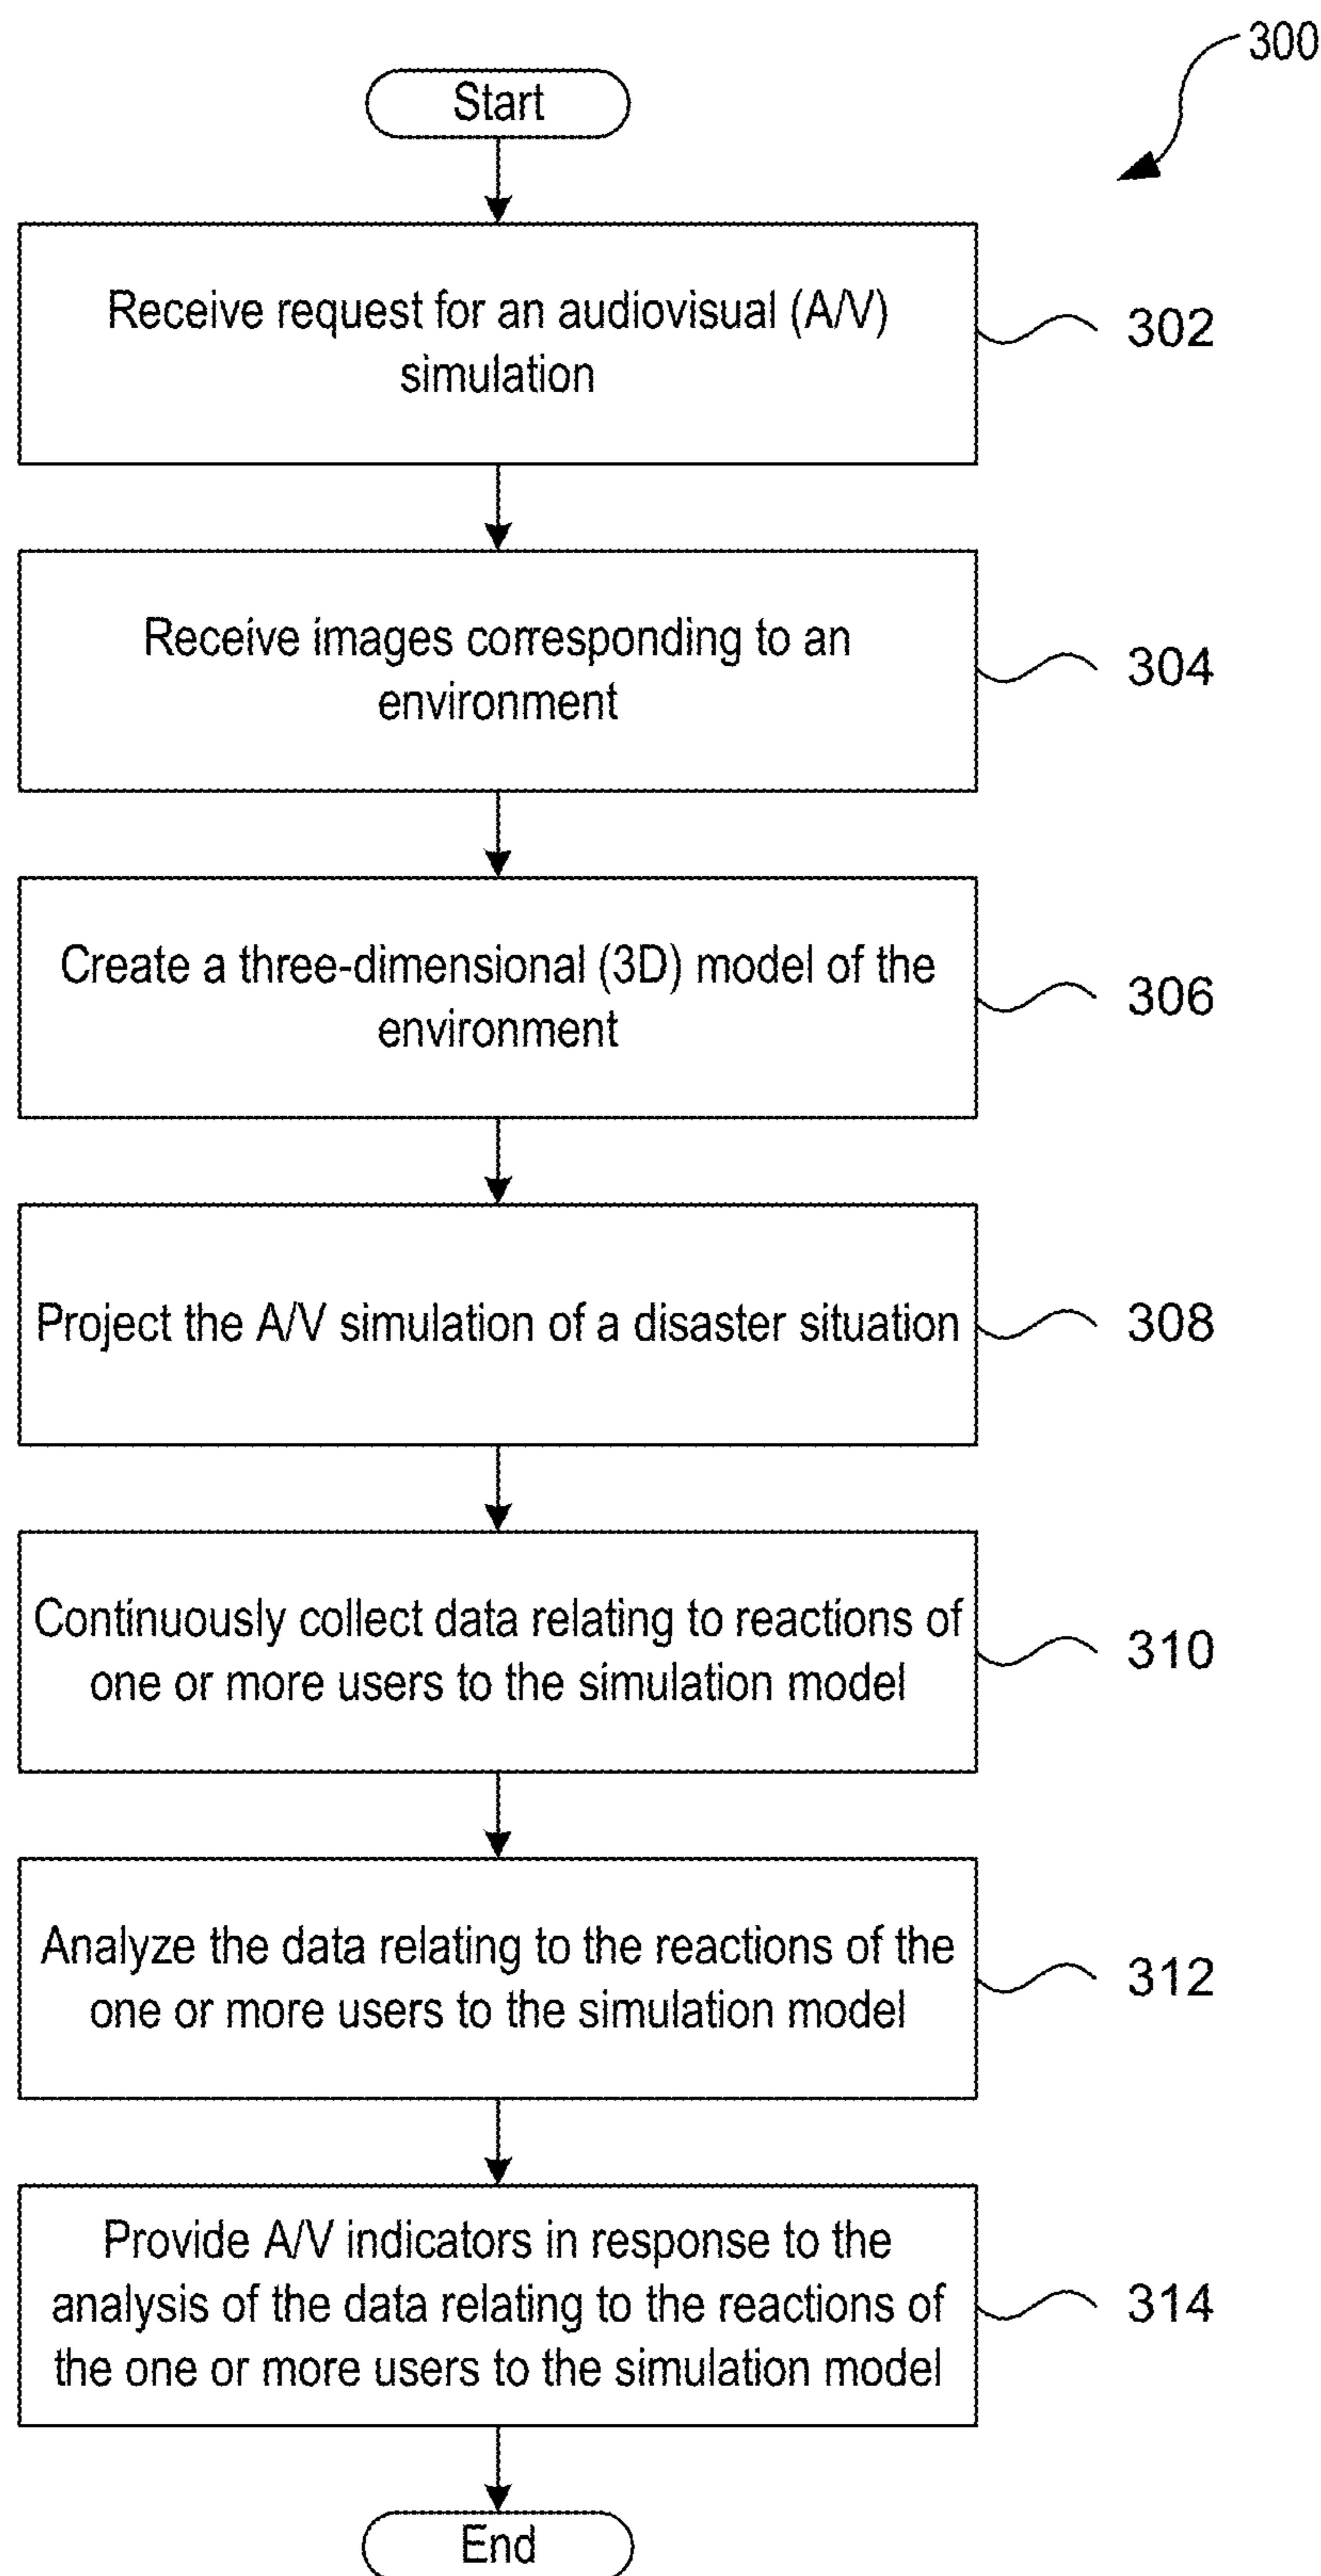 300
Start
Receive request for an audiovisual (A/V)
simulation
302
Receive images corresponding to an
environment
304
Create a three-dimensional (3D) model of the
environment
306
Project the A/V simulation of a disaster situation
308
Continuously collect data relating to reactions of
one or more users to the simulation model
310
Analyze the data relating to the reactions of the
one or more users to the simulation model
312
Provide A/V indicators in response to the
analysis of the data relating to the reactions of
the one or more users to the simulation model
314
End